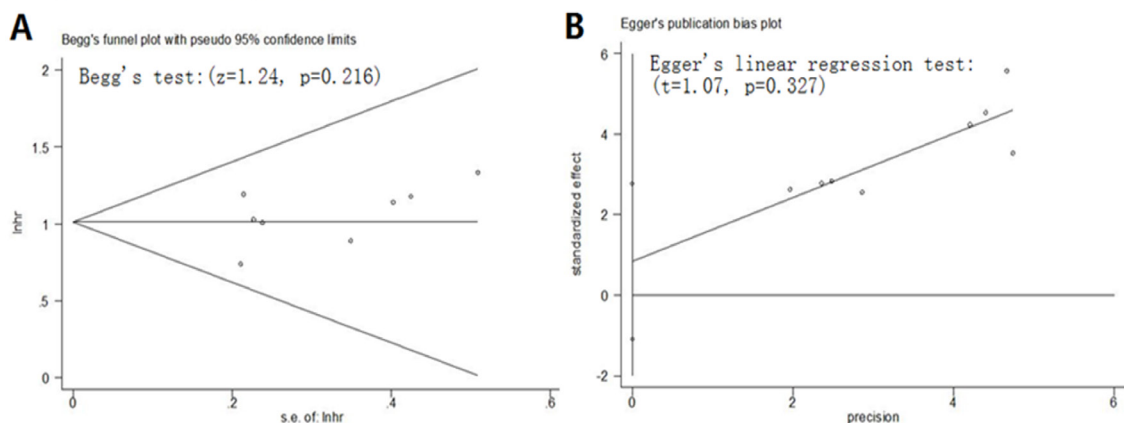 A
Begg's funnel plot with pseudo 95% confidence limits
Begg's test:(z=1.24, p=0.216)
2
1.5
1
.5
0
lnhr
0 .2 .4 .6
s.e. of: lnhr
B
Egger's publication bias plot
Egger's linear regression test:
(t=1.07, p=0.327)
6
4
2
0
-2
standardized effect
0 2 4 6
precision